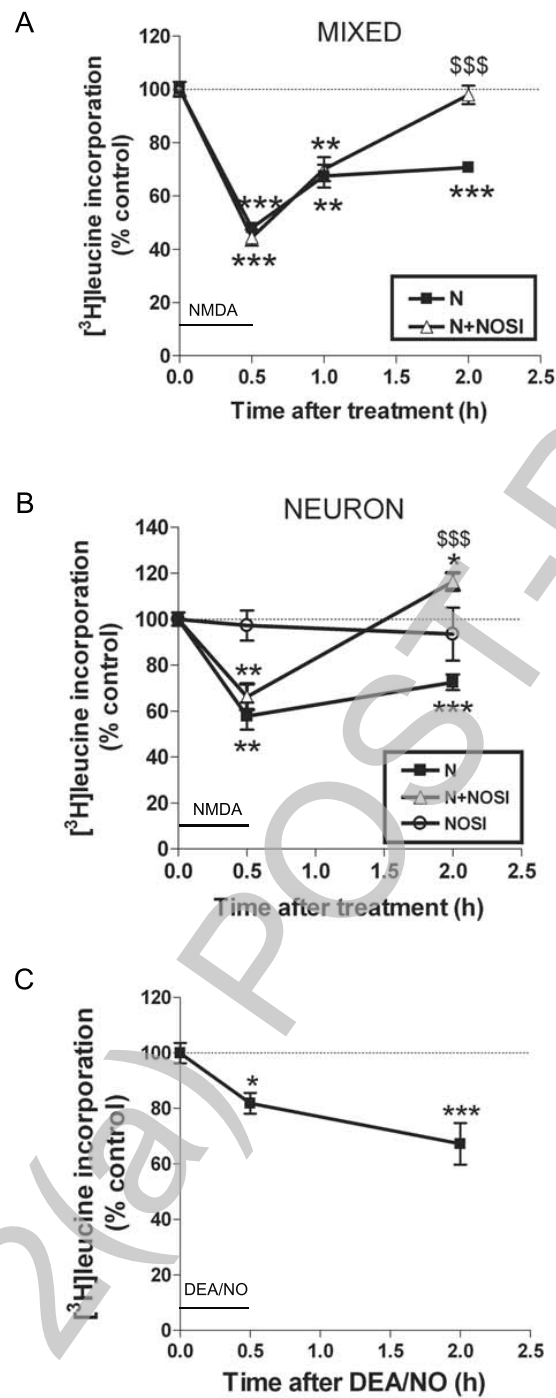 A
MIXED
120
100
80
60
40
20
0
[³H]leucine incorporation
(% control)
$$$
**
***
**
***
***
NMDA
N
N+NOSI
0.0 0.5 1.0 1.5 2.0 2.5
Time after treatment (h)
B
NEURON
140
120
100
80
60
40
20
0
[³H]leucine incorporation
(% control)
$$$
*
**
***
**
NMDA
N
N+NOSI
NOSI
0.0 0.5 1.0 1.5 2.0 2.5
Time after treatment (h)
C
120
100
80
60
40
20
0
[³H]leucine incorporation
(% control)
*
***
DEA/NO
0.0 0.5 1.0 1.5 2.0 2.5
Time after DEA/NO (h)
2(a) POST-